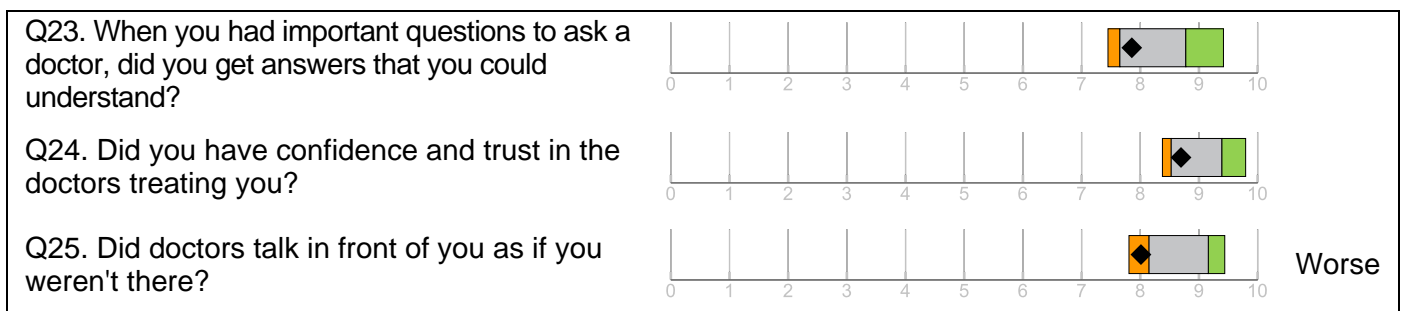 Q23. When you had important questions to ask a
doctor, did you get answers that you could
understand?
0 1 2 3 4 5 6 7 8 9 10
Q24. Did you have confidence and trust in the
doctors treating you?
0 1 2 3 4 5 6 7 8 9 10
Q25. Did doctors talk in front of you as if you
weren't there?
0 1 2 3 4 5 6 7 8 9 10
Worse